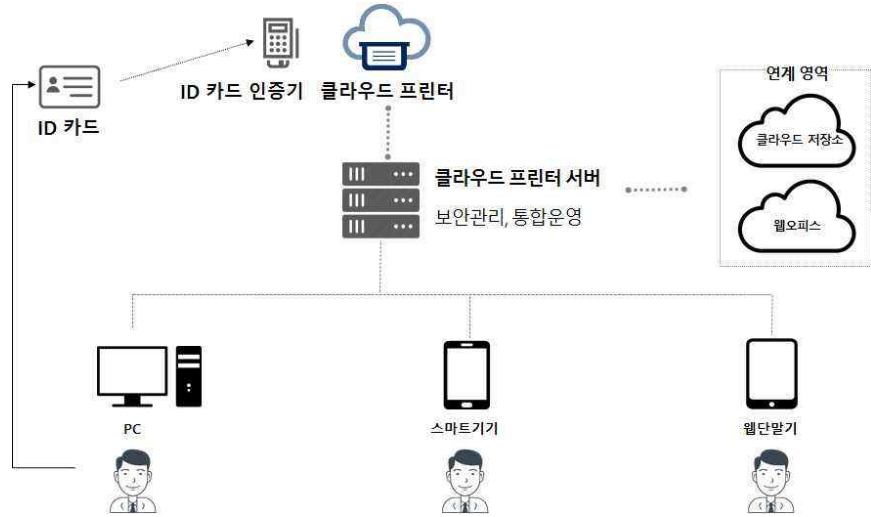 연계 영역
ID 카드 인증기 클라우드 프린터
ID 카드
클라우드 저장소
클라우드 프린터 서버
보안관리, 통합운영
웹오피스
PC
스마트기기
웹단말기